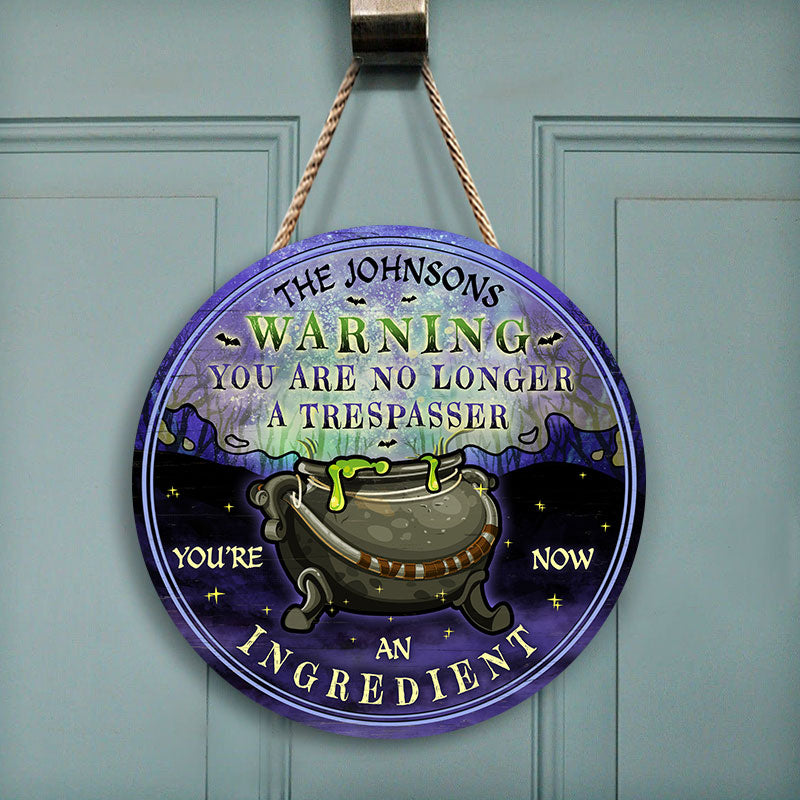 THE JOHNSONS
WARNING
YOU ARE NO LONGER
A TRESPASSER
YOU'RE NOW
AN
INGREDIENT